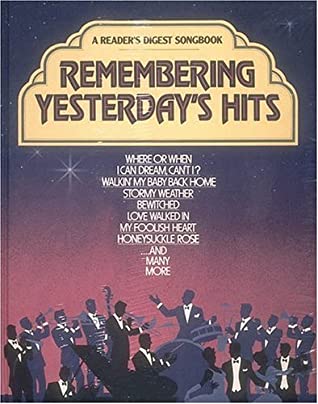 A READER'S DIGEST SONGBOOK
REMEMBERING
YESTERDAY'S HITS
WHERE OR WHEN
I CAN DREAM, CAN'T I?
WALKIN' MY BABY BACK HOME
STORMY WEATHER
BEWITCHED
LOVE WALKED IN
MY FOOLISH HEART
HONEYSUCKLE ROSE
...AND
MANY
MORE